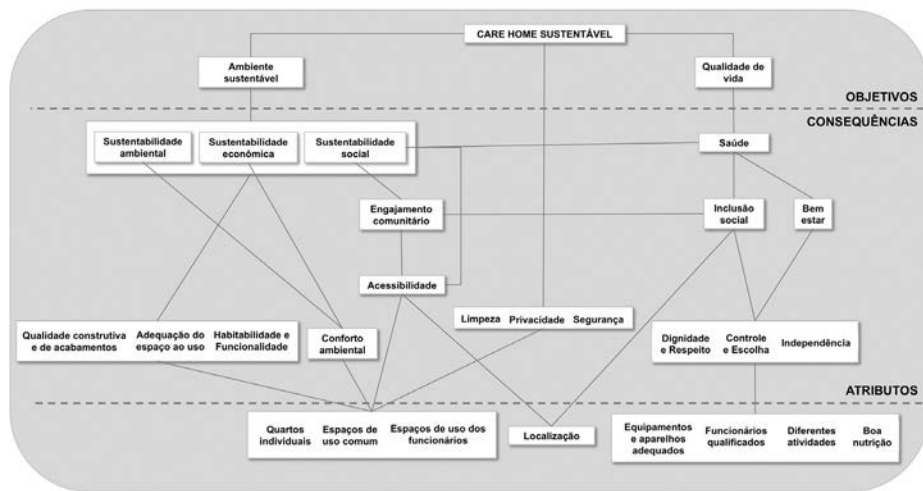 CARE HOME SUSTENTÁVEL
Ambiente
sustentável
Qualidade de
vida
OBJETIVOS
CONSEQUÊNCIAS
Sustentabilidade
ambiental
Sustentabilidade
econômica
Sustentabilidade
social
Saúde
Engajamento
comunitário
Inclusão
social
Bem
estar
Acessibilidade
Limpeza Privacidade Segurança
Qualidade construtiva
e de acabamentos
Adequação do
espaço ao uso
Habitabilidade e
Funcionalidade
Conforto
ambiental
Dignidade
e Respeito
Controle
e Escolha
Independência
ATRIBUTOS
Quartos
individuais
Espaços de
uso comum
Espaços de uso dos
funcionários
Localização
Equipamentos
e aparelhos
adequados
Funcionários
qualificados
Diferentes
atividades
Boa
nutrição